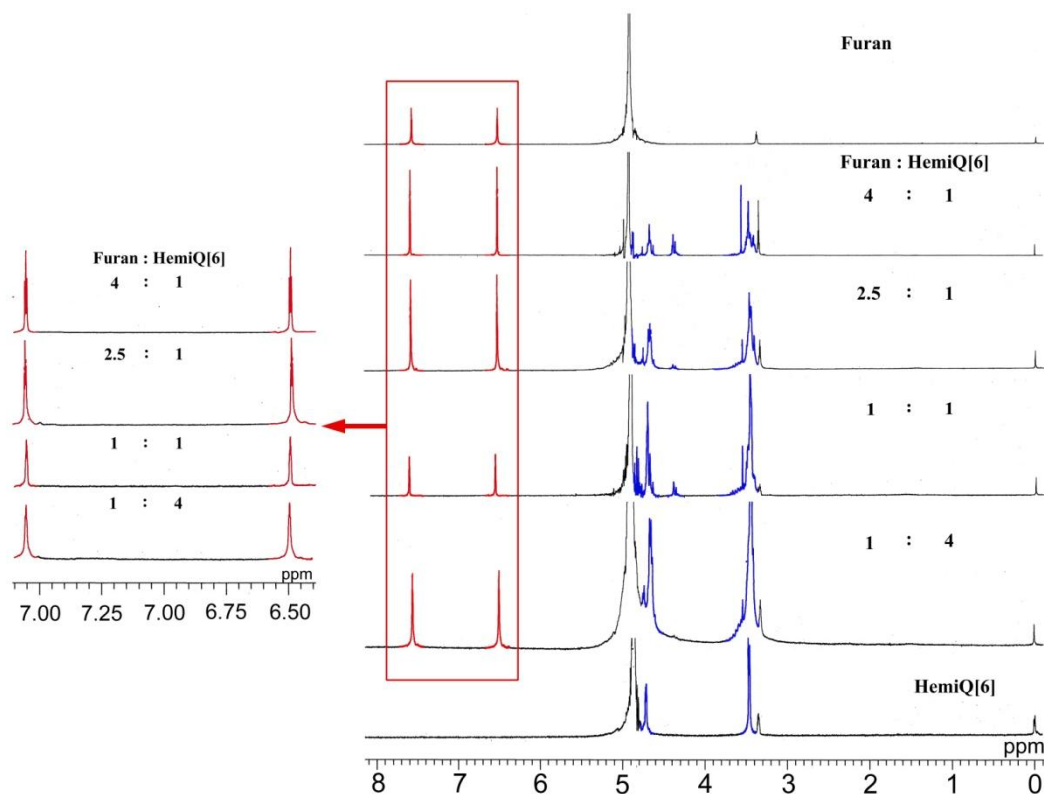 Furan
Furan : HemiQ[6]
4 : 1
2.5 : 1
1 : 1
1 : 4
HemiQ[6]
ppm
8 7 6 5 4 3 2 1 0
Furan : HemiQ[6]
4 : 1
2.5 : 1
1 : 1
1 : 4
ppm
7.00 7.25 7.00 6.75 6.50